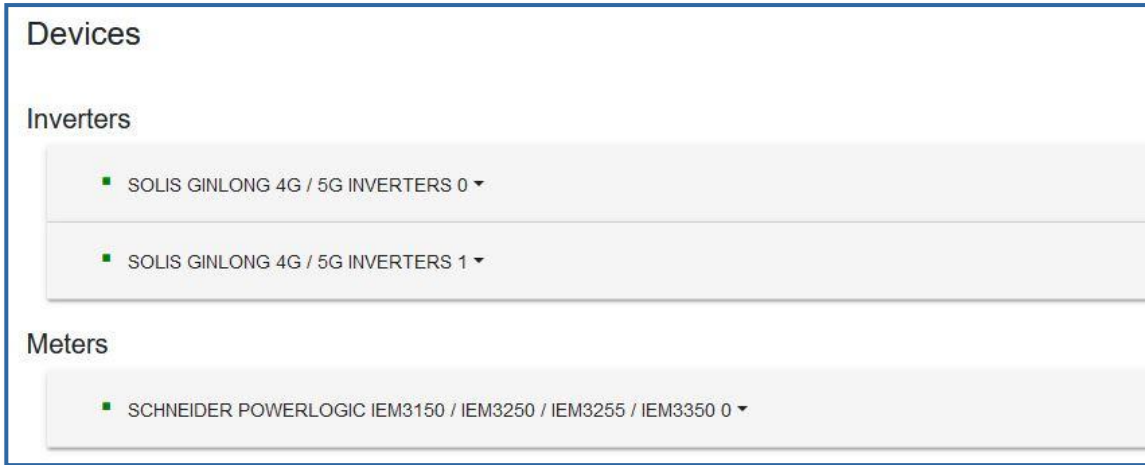 Devices
Inverters
SOLIS GINLONG 4G / 5G INVERTERS 0
SOLIS GINLONG 4G / 5G INVERTERS 1
Meters
SCHNEIDER POWERLOGIC IEM3150 / IEM3250 / IEM3255 / IEM3350 0